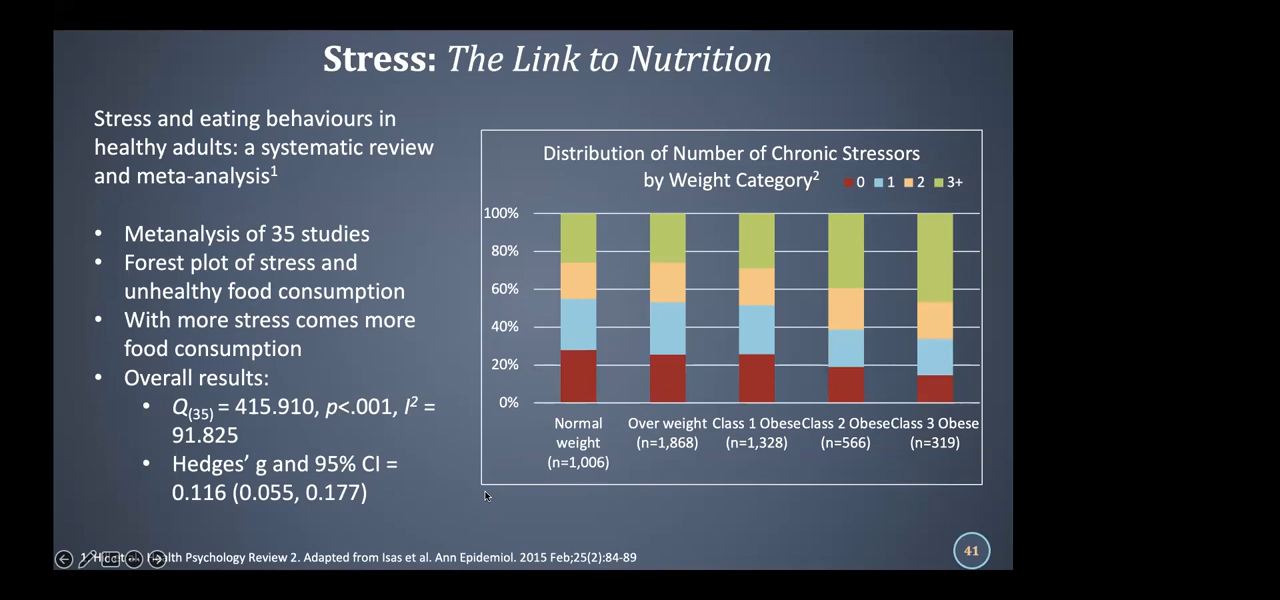 Stress: The Link to Nutrition
Stress and eating behaviours in
healthy adults: a systematic review
and meta-analysis1
• Metanalysis of 35 studies
• Forest plot of stress and
unhealthy food consumption
• With more stress comes more
food consumption
• Overall results:
• Q(35) = 415.910, p<.001, I2 =
91.825
• Hedges’ g and 95% CI =
0.116 (0.055, 0.177)
Distribution of Number of Chronic Stressors
by Weight Category2
0 1 2 3+
100%
80%
60%
40%
20%
0%
Normal
weight
(n=1,006)
Over weight
(n=1,868)
Class 1 Obese
(n=1,328)
Class 2 Obese
(n=566)
Class 3 Obese
(n=319)
Health Psychology Review 2. Adapted from Isas et al. Ann Epidemiol. 2015 Feb;25(2):84-89
41